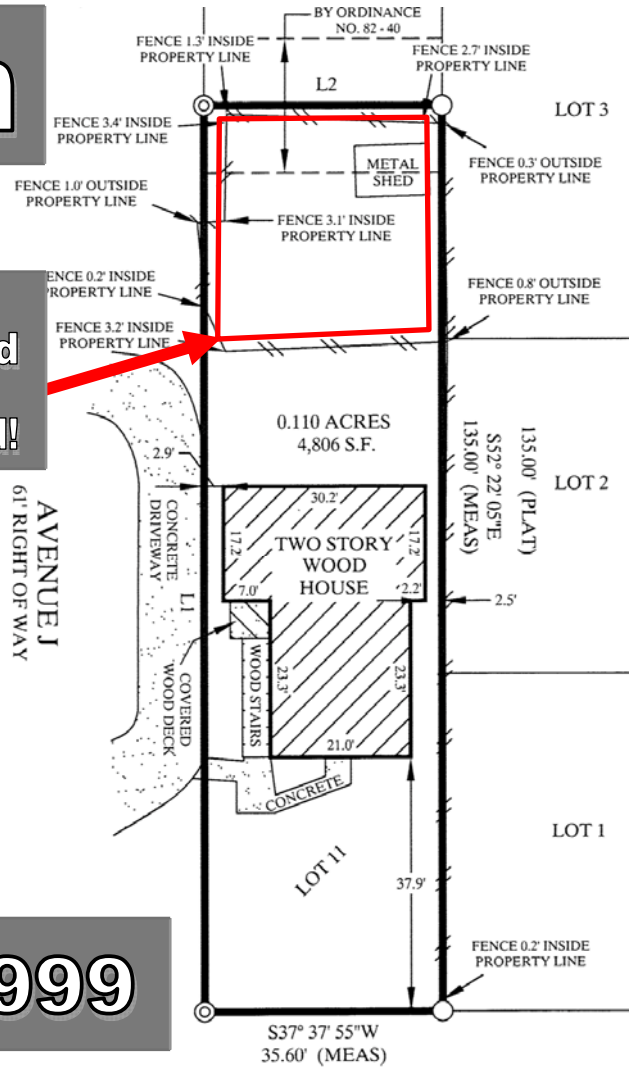 BY ORDINANCE
NO. 82 - 40
FENCE 1.3' INSIDE
PROPERTY LINE
FENCE 2.7' INSIDE
PROPERTY LINE
L2
LOT 3
FENCE 3.4' INSIDE
PROPERTY LINE
METAL
SHED
FENCE 0.3' OUTSIDE
PROPERTY LINE
FENCE 1.0' OUTSIDE
PROPERTY LINE
FENCE 3.1' INSIDE
PROPERTY LINE
ENCE 0.2' INSIDE
PROPERTY LINE
FENCE 0.8' OUTSIDE
PROPERTY LINE
FENCE 3.2' INSIDE
PROPERTY LINE
d
d!
0.110 ACRES
4,806 S.F.
135.00' (PLAT)
S52° 22' 05"E
135.00' (MEAS)
LOT 2
2.9'
30.2'
CONCRETE
DRIVEWAY
AVENUE J
61' RIGHT OF WAY
17.2'
TWO STORY
WOOD
HOUSE
17.2'
7.0'
2.2'
2.5'
L1
COVERED
WOOD DECK
WOOD STAIRS
23.3'
23.3'
21.0'
CONCRETE
LOT 1
LOT 11
37.9'
999
FENCE 0.2' INSIDE
PROPERTY LINE
S37° 37' 55"W
35.60' (MEAS)